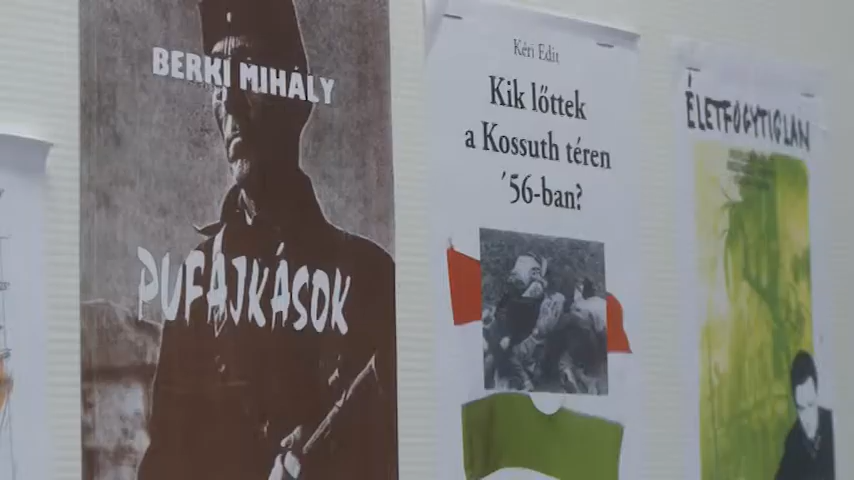 BERKI MIHÁLY
PUFAJKÁSOK
Kéri Edit
Kik lőttek
a Kossuth téren
'56-ban?
ÉLETFOGYTIGLAN